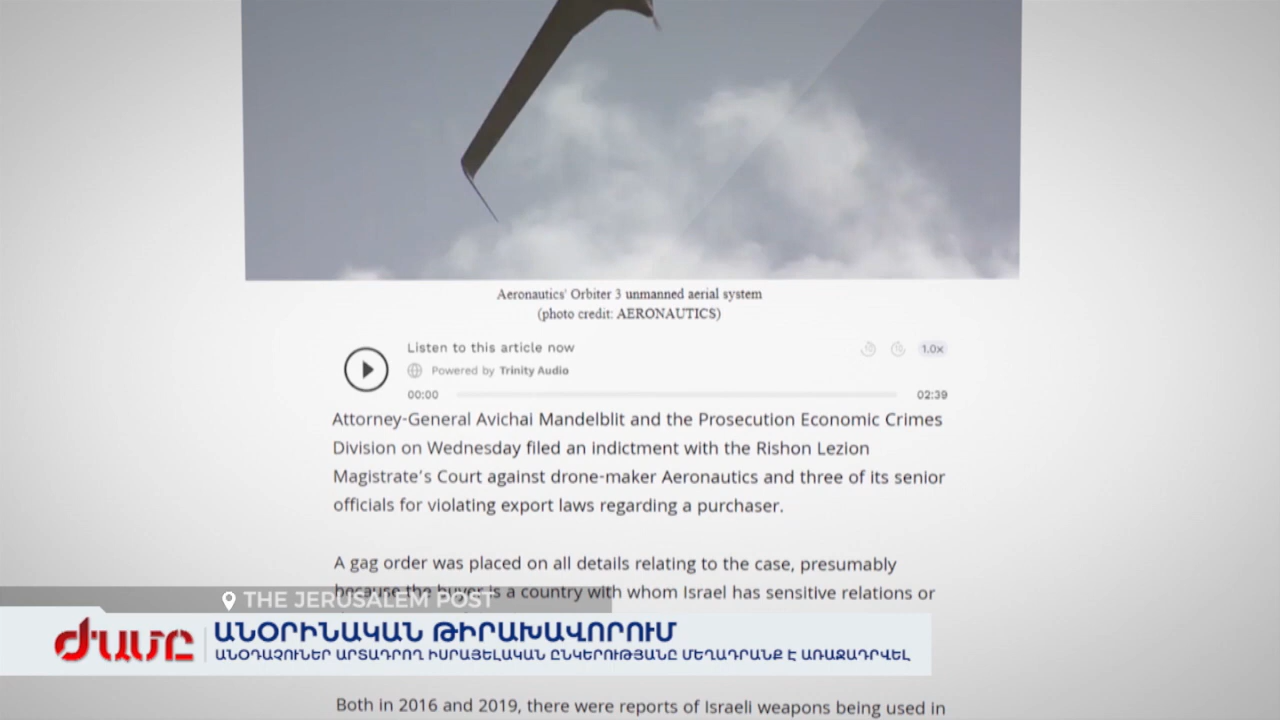 Aeronautics' Orbiter 3 unmanned aerial system
(photo credit: AERONAUTICS)
Listen to this article now
1.0x
Powered by Trinity Audio
00:00
02:39
Attorney-General Avichai Mandelblit and the Prosecution Economic Crimes
Division on Wednesday filed an indictment with the Rishon Lezion
Magistrate's Court against drone-maker Aeronautics and three of its senior
officials for violating export laws regarding a purchaser.
A gag order was placed on all details relating to the case, presumably
because the buyer is a country with whom Israel has sensitive relations or
THE JERUSALEM POST
ԺԱՄԸ
ԱՆՕՐԻՆԱԿԱՆ ԹԻՐԱԽԱՎՈՐՈՒՄ
ԱՆՕԴԱՉՈՒՆԵՐ ԱՐՏԱԴՐՈՂ ԻՍՐԱՅԵԼԱԿԱՆ ԸՆԿԵՐՈՒԹՅԱՆԸ ՄԵՂԱԴՐԱՆՔ Է ԱՌԱՋԱԴՐՎԵԼ
Both in 2016 and 2019, there were reports of Israeli weapons being used in